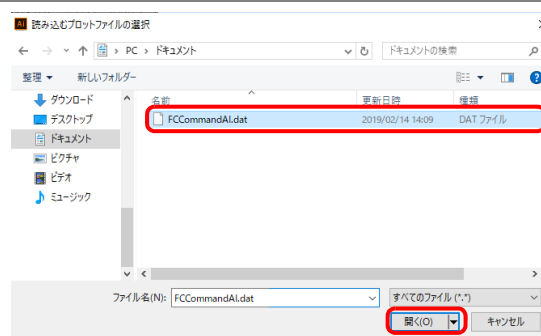 Ai 読み込むプロットファイルの選択
PC › ドキュメント
ドキュメントの検索
整理 新しいフォルダー
ダウンロード
デスクトップ
ドキュメント
ピクチャ
ビデオ
ミュージック
名前 更新日時 種類
FCCommandAI.dat 2019/02/14 14:09 DAT ファイル
ファイル名(N): FCCommandAI.dat すべてのファイル (*.*)
開く(O) キャンセル